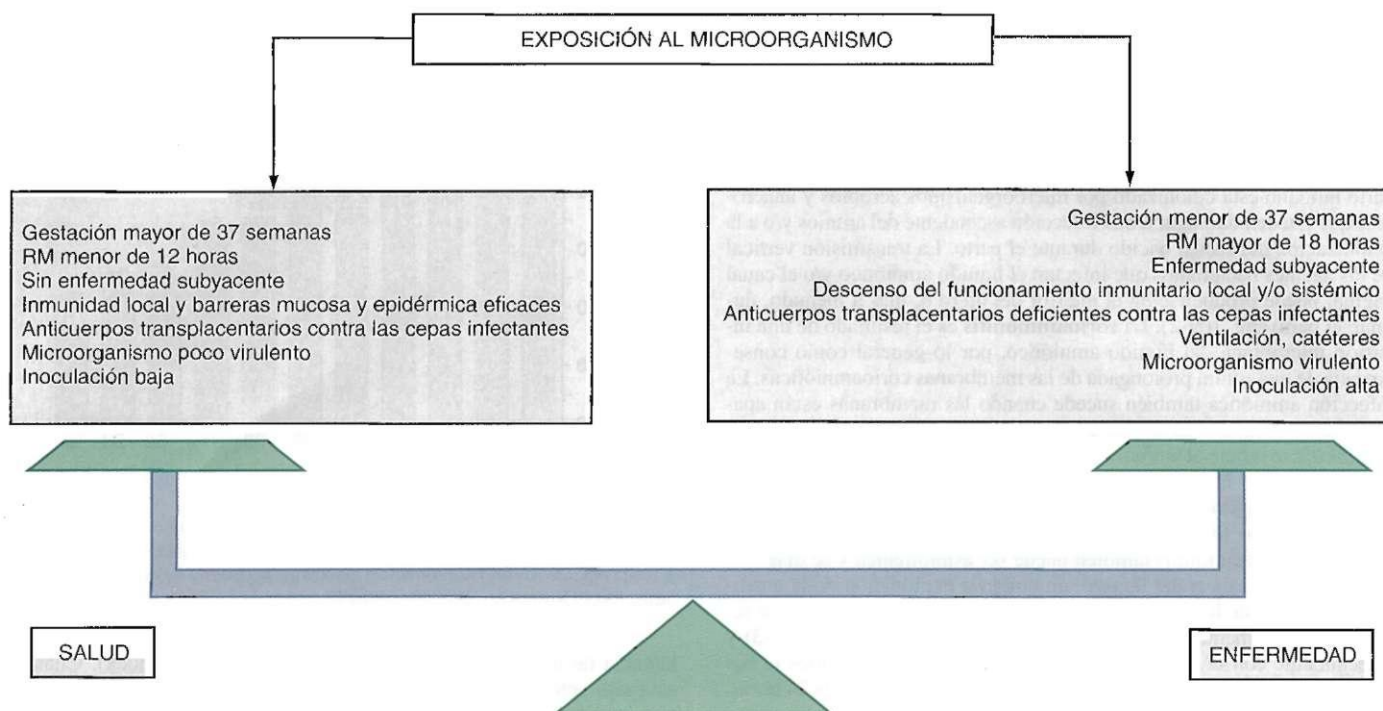 EXPOSICIÓN AL MICROORGANISMO
Gestación mayor de 37 semanas
RM menor de 12 horas
Sin enfermedad subyacente
Inmunidad local y barreras mucosa y epidérmica eficaces
Anticuerpos transplacentarios contra las cepas infectantes
Microorganismo poco virulento
Inoculación baja
Gestación menor de 37 semanas
RM mayor de 18 horas
Enfermedad subyacente
Descenso del funcionamiento inmunitario local y/o sistémico
Anticuerpos transplacentarios deficientes contra las cepas infectantes
Ventilación, catéteres
Microorganismo virulento
Inoculación alta
SALUD
ENFERMEDAD